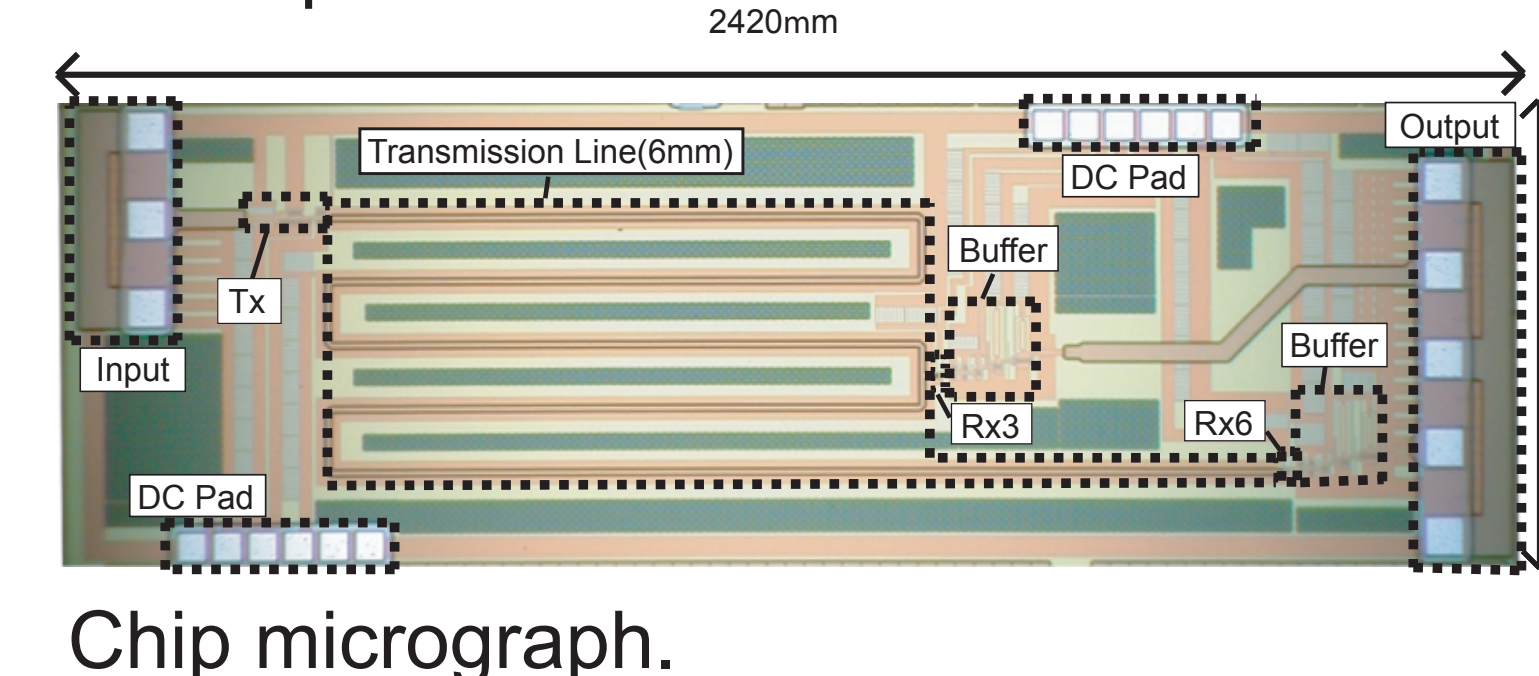 2420mm
Output
Transmission Line(6mm)
DC Pad
Buffer
Tx
Buffer
Input
Rx3
Rx6
DC Pad
Chip micrograph.